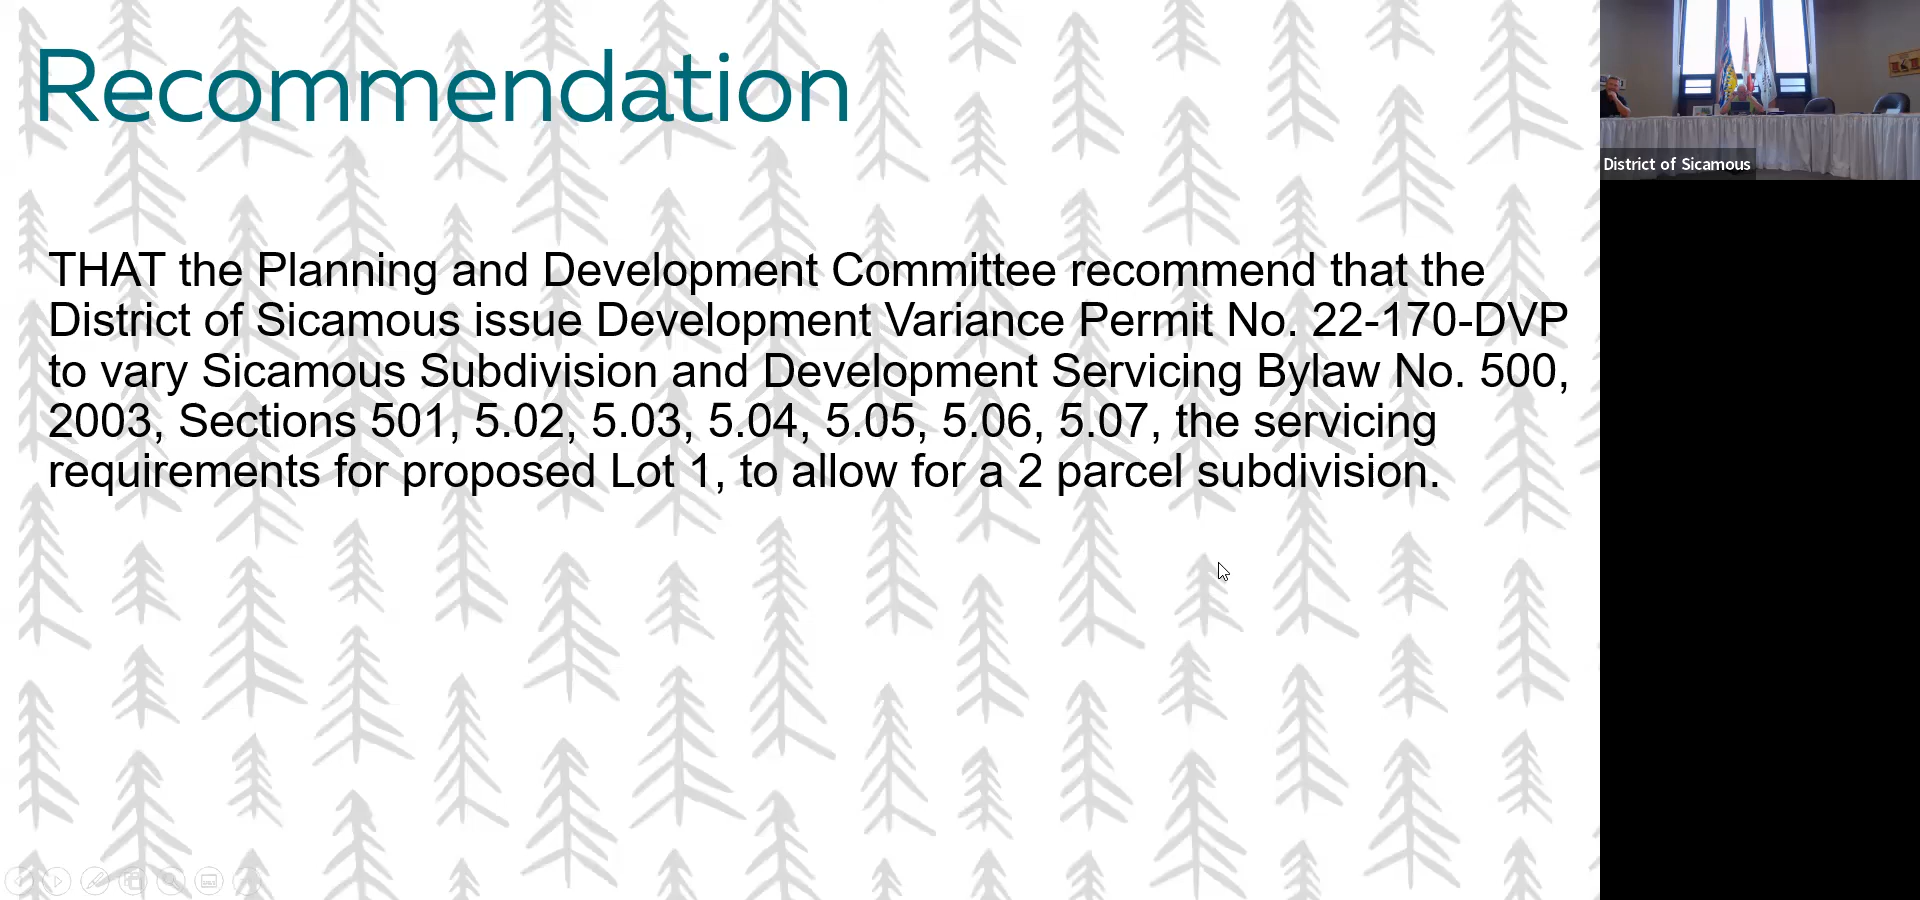 Recommendation
THAT the Planning and Development Committee recommend that the
District of Sicamous issue Development Variance Permit No. 22-170-DVP
to vary Sicamous Subdivision and Development Servicing Bylaw No. 500,
2003, Sections 501, 5.02, 5.03, 5.04, 5.05, 5.06, 5.07, the servicing
requirements for proposed Lot 1, to allow for a 2 parcel subdivision.
District of Sicamous